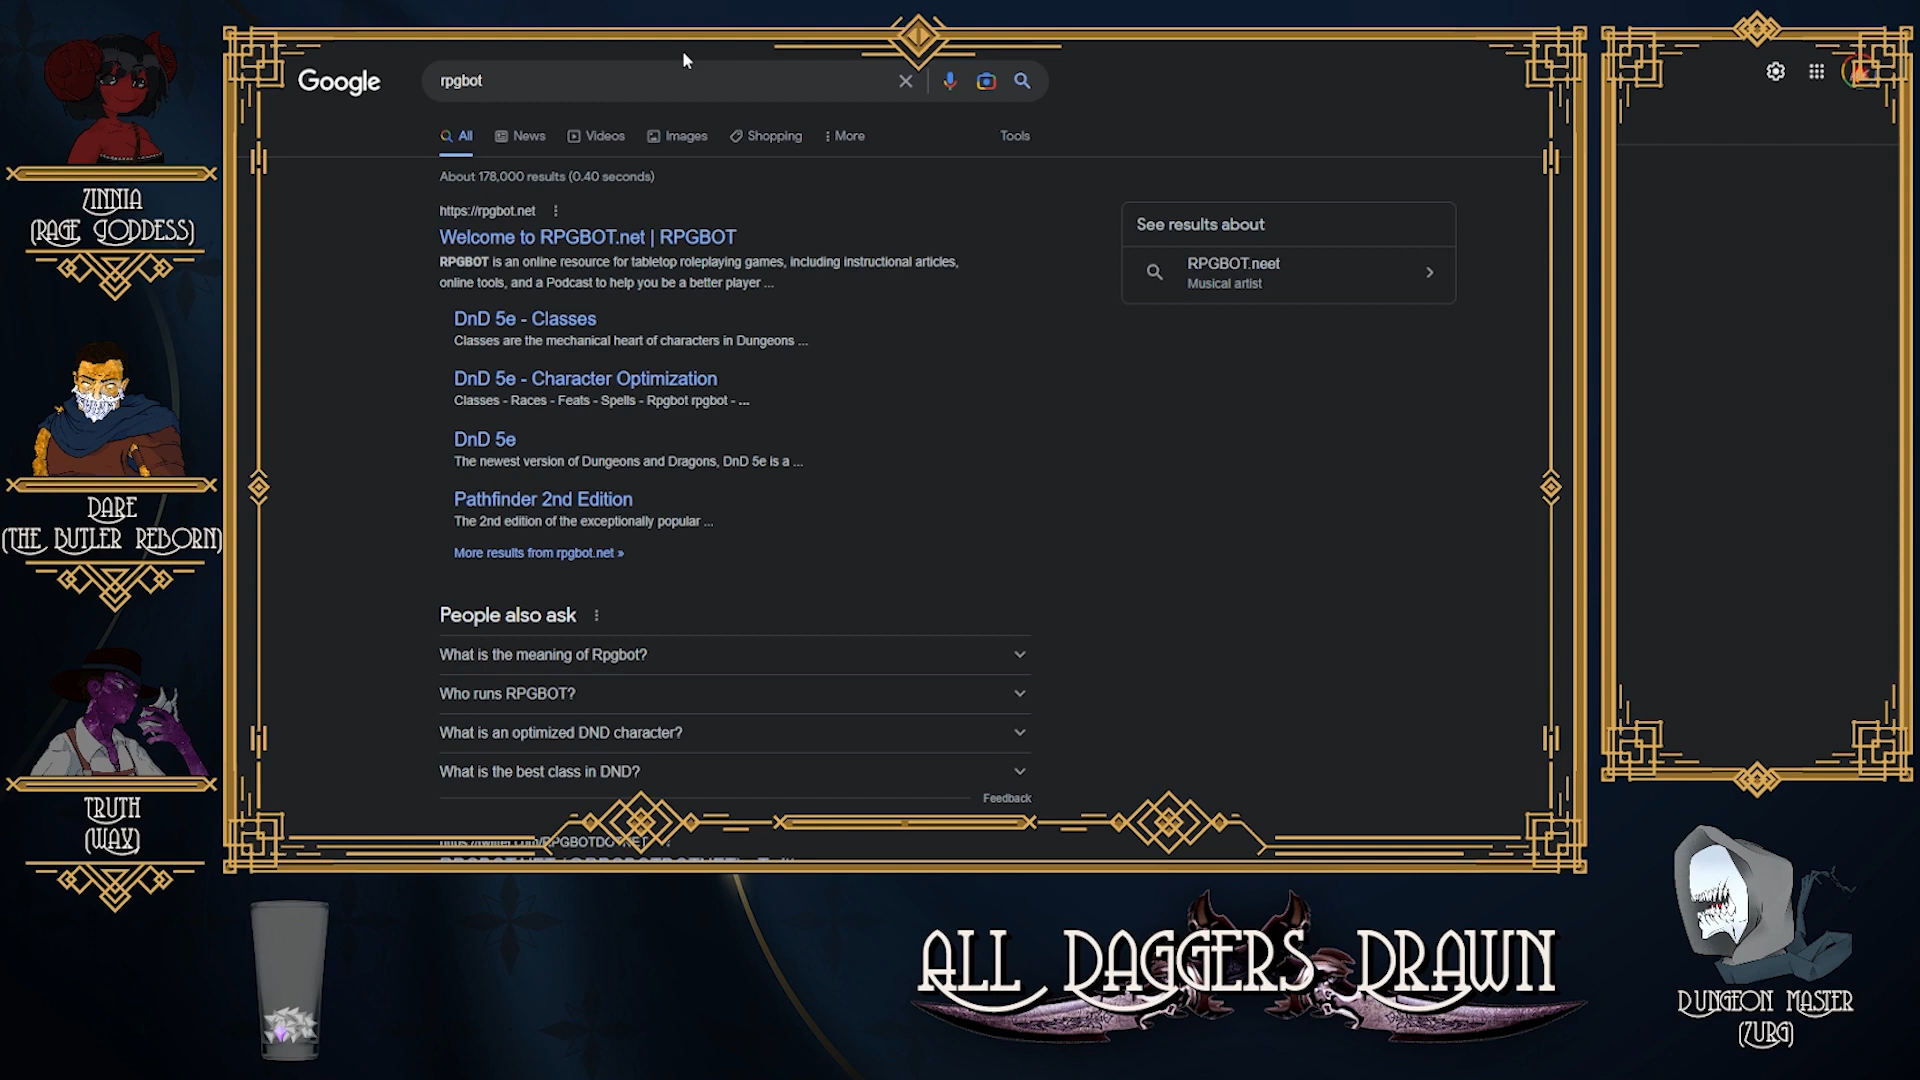 Google
rpgbot
All
News
Videos
Images
Shopping
More
Tools
About 178,000 results (0.40 seconds)
https://rpgbot.net
Welcome to RPGBOT.net | RPGBOT
RPGBOT is an online resource for tabletop roleplaying games, including instructional articles,
online tools, and a Podcast to help you be a better player ...
DnD 5e - Classes
Classes are the mechanical heart of characters in Dungeons ...
DnD 5e - Character Optimization
Classes - Races - Feats - Spells - Rpgbot rpgbot - ...
DnD 5e
The newest version of Dungeons and Dragons, DnD 5e is a ...
Pathfinder 2nd Edition
The 2nd edition of the exceptionally popular ...
More results from rpgbot.net »
See results about
RPGBOT.neet
Musical artist
People also ask
What is the meaning of Rpgbot?
Who runs RPGBOT?
What is an optimized DND character?
What is the best class in DND?
Feedback
ZINNIA
(RAGE GODDESS)
DARE
(THE BUTLER REBORN)
TRUTH
(WAX)
ALL DAGGERS DRAWN
DUNGEON MASTER
(ZURG)